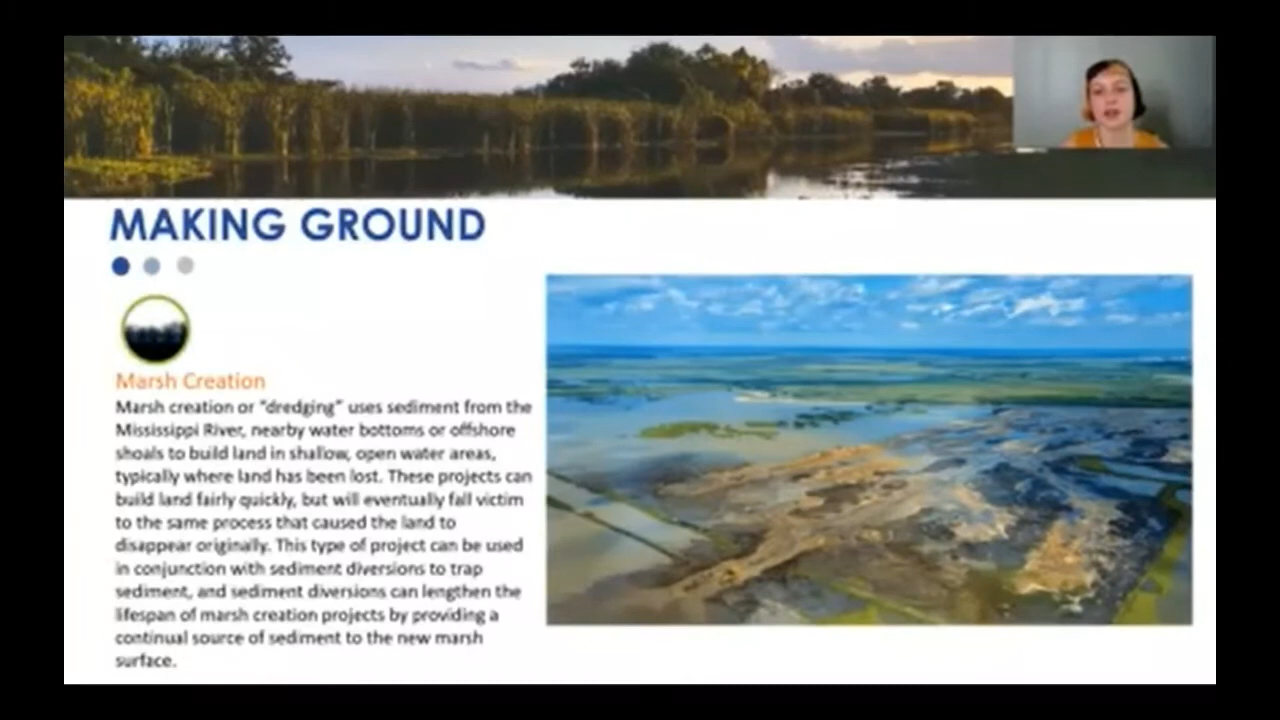 MAKING GROUND
Marsh Creation
Marsh creation or "dredging" uses sediment from the
Mississippi River, nearby water bottoms or offshore
shoals to build land in shallow, open water areas,
typically where land has been lost. These projects can
build land fairly quickly, but will eventually fall victim
to the same process that caused the land to
disappear originally. This type of project can be used
in conjunction with sediment diversions to trap
sediment, and sediment diversions can lengthen the
lifespan of marsh creation projects by providing a
continual source of sediment to the new marsh
surface.